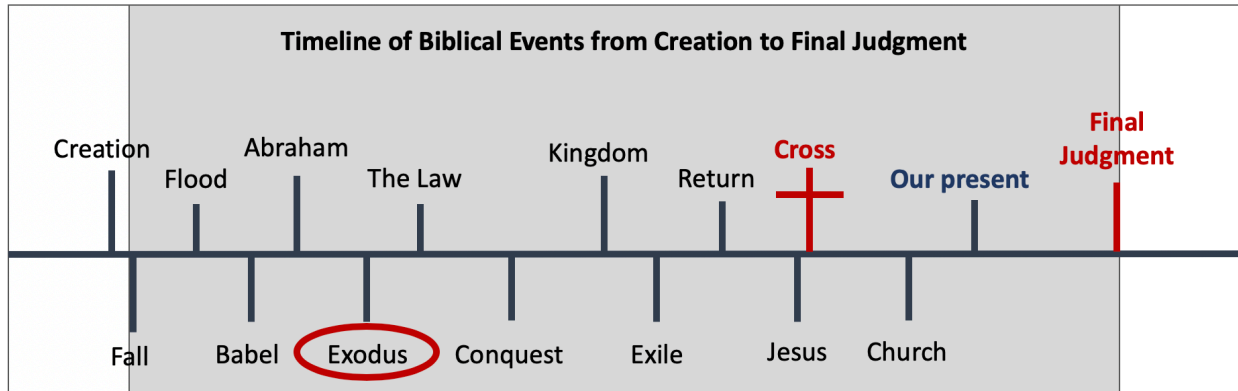 Timeline of Biblical Events from Creation to Final Judgment
Creation
Flood
Abraham
The Law
Kingdom
Return
Cross
Our present
Final
Judgment
Fall
Babel
Exodus
Conquest
Exile
Jesus
Church